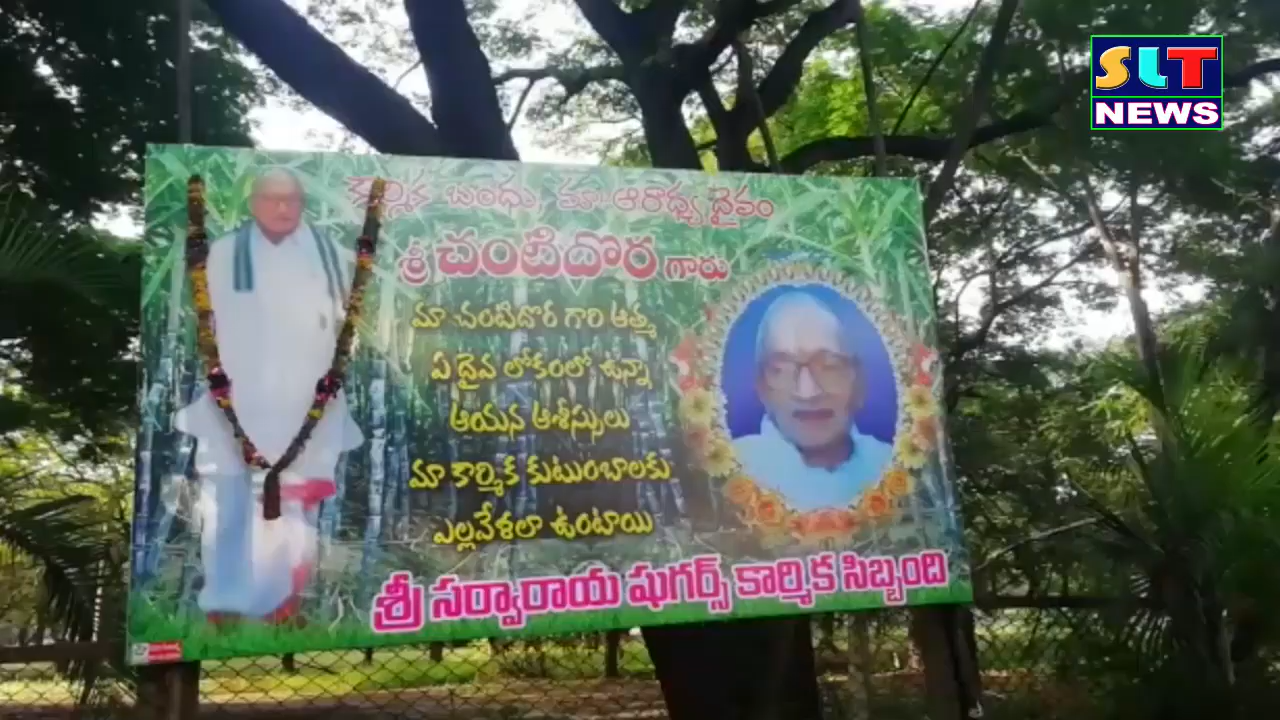 SLT
NEWS
కార్మిక బంధు, మా ఆరాధ్య దైవం
శ్రీ చంటిదొర గారు
మా చంటిదొర గారి ఆత్మ
ఏ దైవ లోకంలో ఉన్నా
ఆయన ఆశీస్సులు
మా కార్మిక కుటుంబాలకు
ఎల్లవేళలా ఉంటాయి
శ్రీ సర్వారాయ షుగర్స్ కార్మిక సిబ్బంది